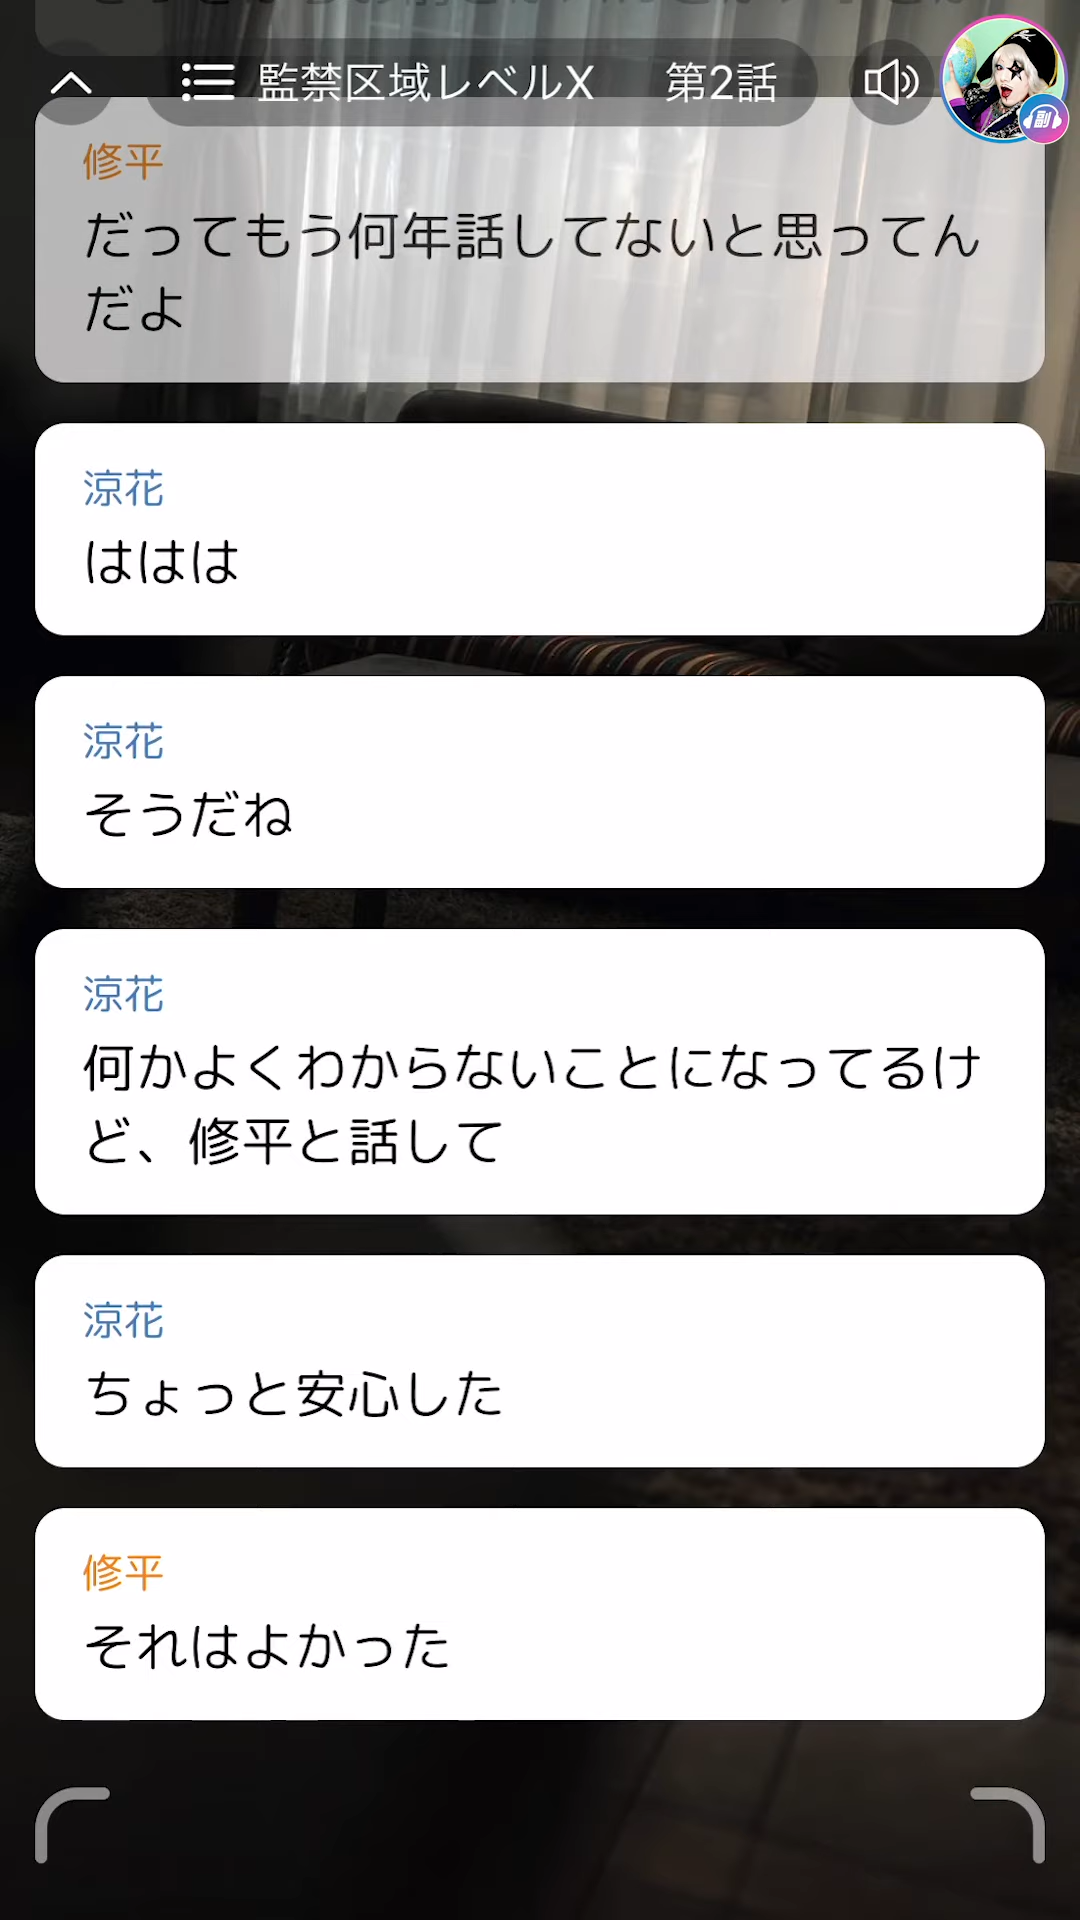 監禁区域レベルX 第2話
副
修平
だってもう何年話してないと思ってん
だよ
涼花
ははは
涼花
そうだね
涼花
何かよくわからないことになってるけ
ど、修平と話して
涼花
ちょっと安心した
修平
それはよかった